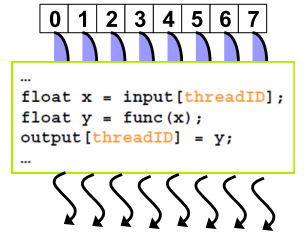 0 1 2 3 4 5 6 7
…
float x = input[threadID];
float y = func(x);
output[threadID] = y;
…